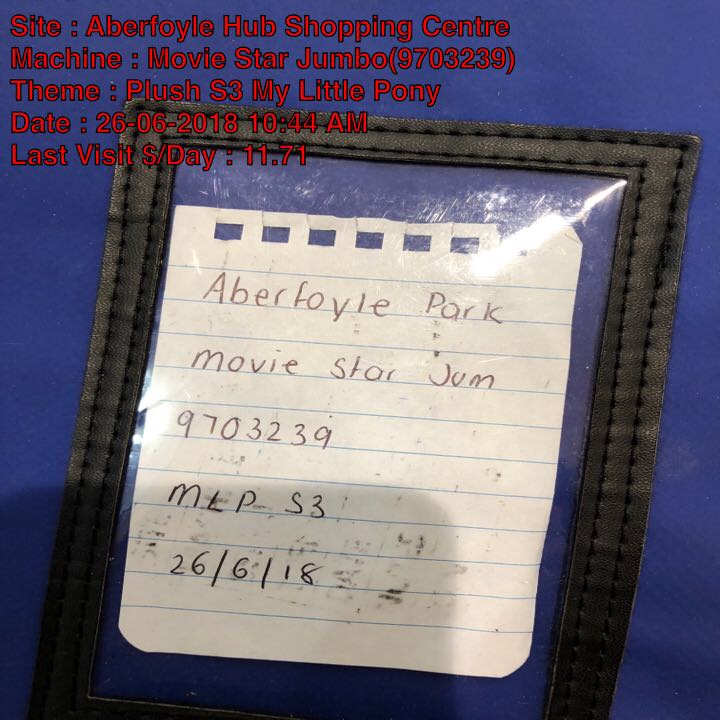 Site : Aberfoyle Hub Shopping Centre
Machine : Movie Star Jumbo(9703239)
Theme : Plush S3 My Little Pony
Date : 26-06-2018 10:44 AM
Last Visit $/Day : 11.71
Aberfoyle Park
Movie Star Jum
9703239
MLP S3
26/6/18